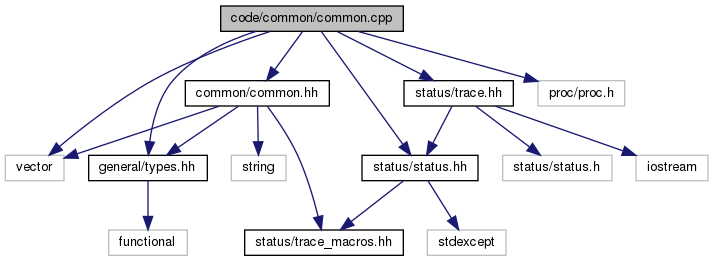 code/common/common.cpp
common/common.hh
status/trace.hh
proc/proc.h
vector
general/types.hh
string
status/status.hh
status/status.h
iostream
functional
status/trace_macros.hh
stdexcept